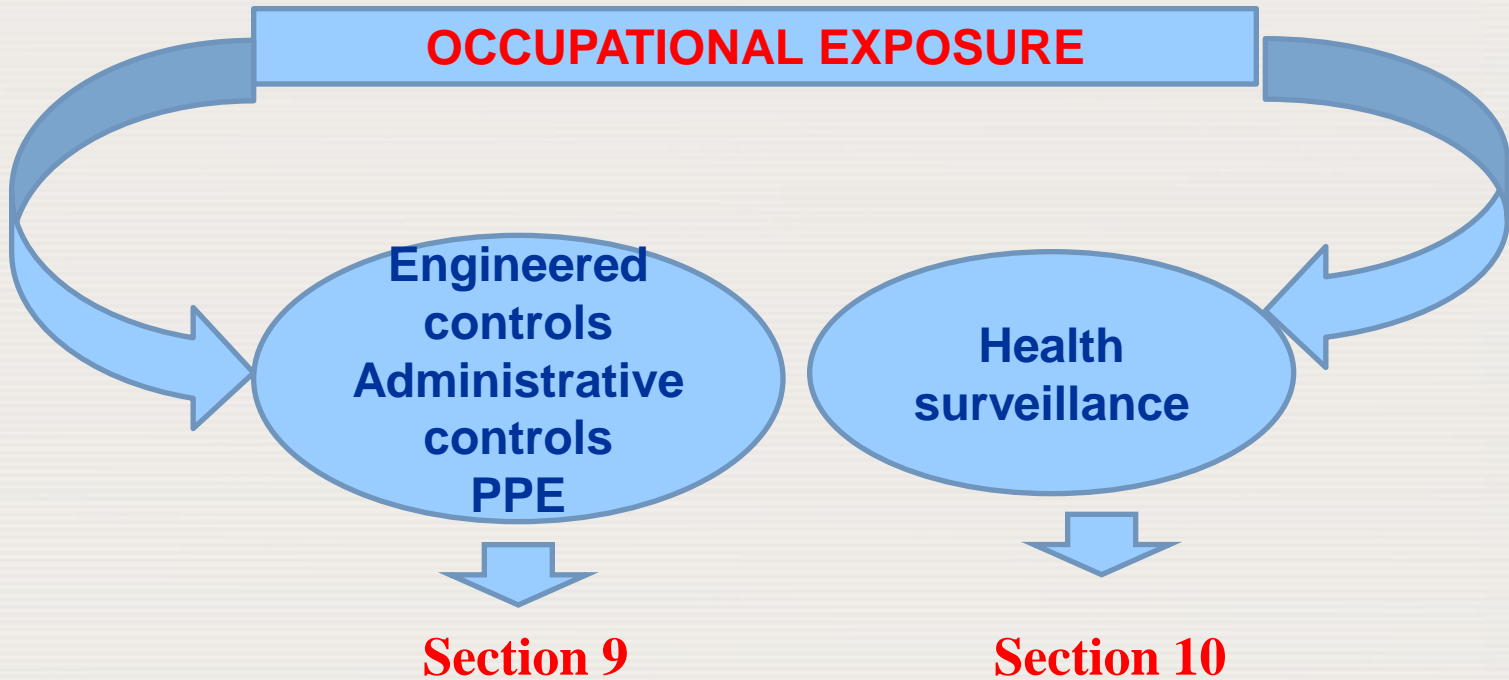 OCCUPATIONAL EXPOSURE
Engineered
controls
Administrative
controls
PPE
Health
surveillance
Section 9
Section 10